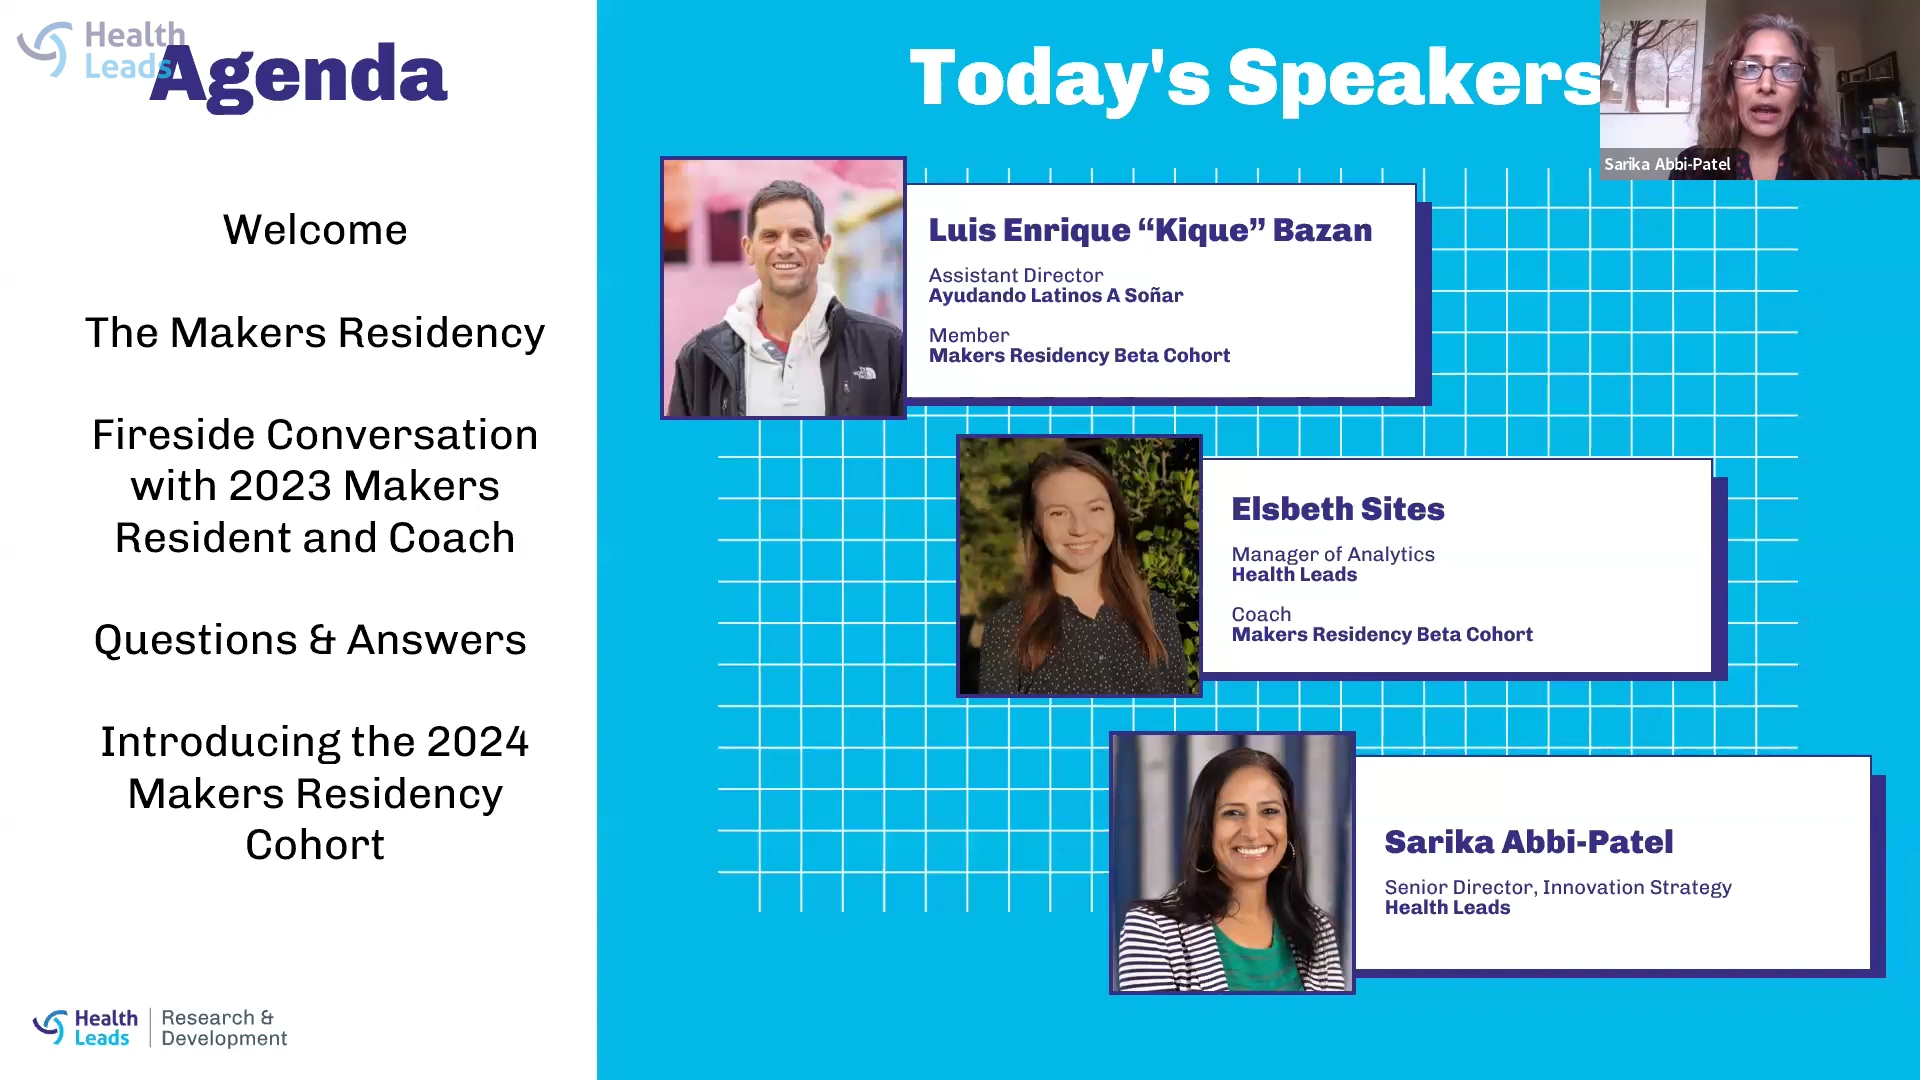 Health
Leads
Agenda
Welcome
The Makers Residency
Fireside Conversation
with 2023 Makers
Resident and Coach
Questions & Answers
Introducing the 2024
Makers Residency
Cohort
Health
Leads
Research &
Development
Today's Speakers
Sarika Abbi-Patel
Luis Enrique “Kique” Bazan
Assistant Director
Ayudando Latinos A Soñar
Member
Makers Residency Beta Cohort
Elsbeth Sites
Manager of Analytics
Health Leads
Coach
Makers Residency Beta Cohort
Sarika Abbi-Patel
Senior Director, Innovation Strategy
Health Leads